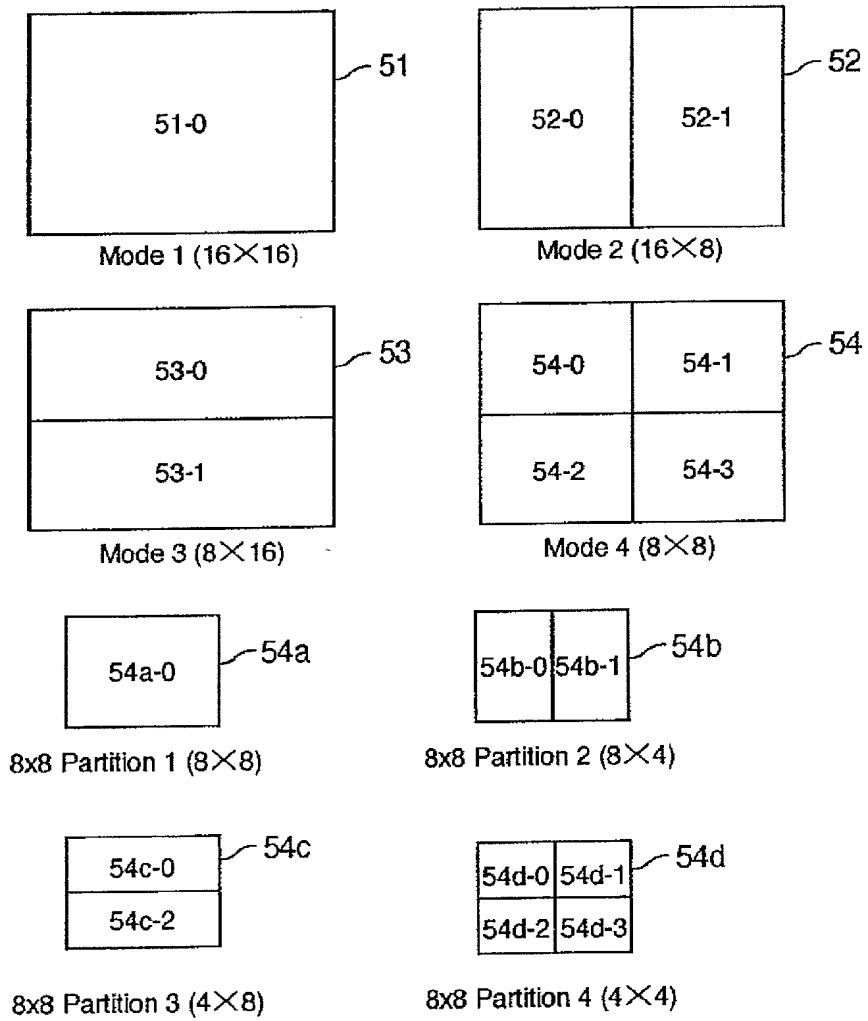 51
51-0
Mode 1 (16×16)
52
52-0 52-1
Mode 2 (16×8)
53
53-0
53-1
Mode 3 (8×16)
54
54-0 54-1
54-2 54-3
Mode 4 (8×8)
54a
54a-0
8x8 Partition 1 (8×8)
54b
54b-0 54b-1
8x8 Partition 2 (8×4)
54c
54c-0
54c-2
8x8 Partition 3 (4×8)
54d
54d-0 54d-1
54d-2 54d-3
8x8 Partition 4 (4×4)